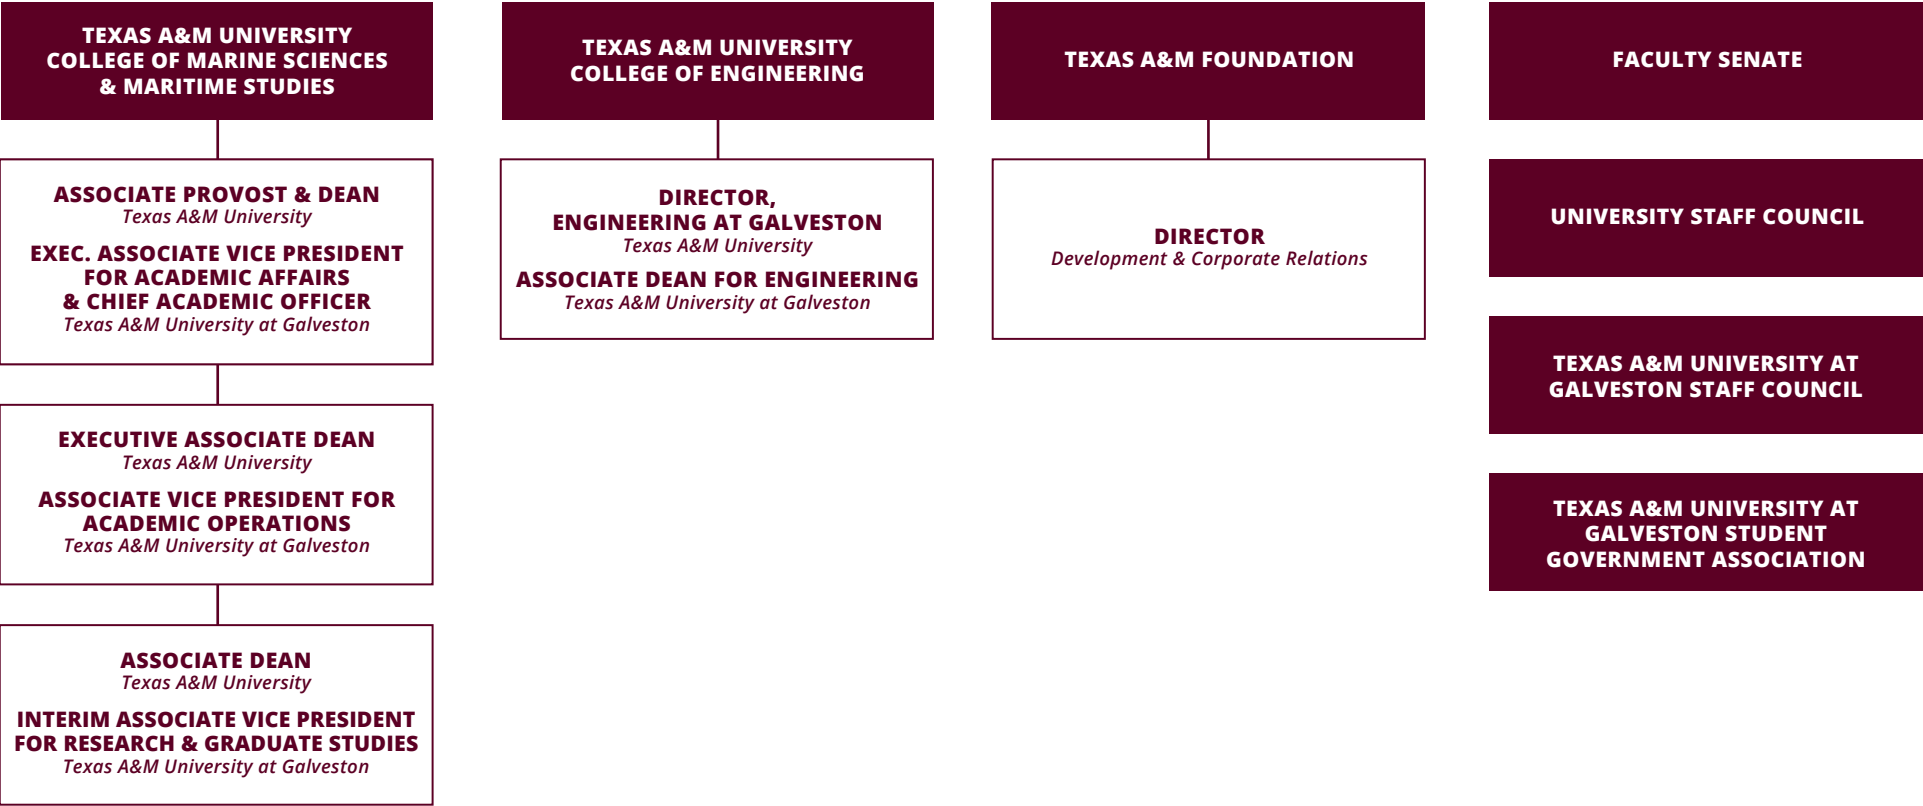 TEXAS A&M UNIVERSITY
COLLEGE OF MARINE SCIENCES
& MARITIME STUDIES
ASSOCIATE PROVOST & DEAN
Texas A&M University
EXEC. ASSOCIATE VICE PRESIDENT
FOR ACADEMIC AFFAIRS
& CHIEF ACADEMIC OFFICER
Texas A&M University at Galveston
EXECUTIVE ASSOCIATE DEAN
Texas A&M University
ASSOCIATE VICE PRESIDENT FOR
ACADEMIC OPERATIONS
Texas A&M University at Galveston
ASSOCIATE DEAN
Texas A&M University
INTERIM ASSOCIATE VICE PRESIDENT
FOR RESEARCH & GRADUATE STUDIES
Texas A&M University at Galveston
TEXAS A&M UNIVERSITY
COLLEGE OF ENGINEERING
DIRECTOR,
ENGINEERING AT GALVESTON
Texas A&M University
ASSOCIATE DEAN FOR ENGINEERING
Texas A&M University at Galveston
TEXAS A&M FOUNDATION
DIRECTOR
Development & Corporate Relations
FACULTY SENATE
UNIVERSITY STAFF COUNCIL
TEXAS A&M UNIVERSITY AT
GALVESTON STAFF COUNCIL
TEXAS A&M UNIVERSITY AT
GALVESTON STUDENT
GOVERNMENT ASSOCIATION